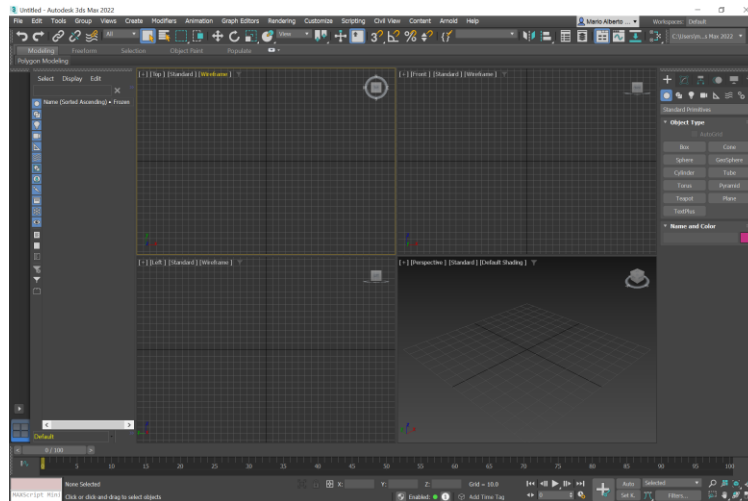 Untitled - Autodesk 3ds Max 2022
File Edit Tools Group Views Create Modifiers Animation Graph Editors Rendering Customize Scripting Civil View Content Arnold Help
Mario Alberto ...
Workspaces: Default
All
View
C:\Users\m...s Max 2022
Modeling Freeform Selection Object Paint Populate
Polygon Modeling
Select Display Edit
Name (Sorted Ascending) Frozen
[+] [Top] [Standard] [Wireframe]
[+] [Front] [Standard] [Wireframe]
[+] [Left] [Standard] [Wireframe]
[+] [Perspective] [Standard] [Default Shading]
Standard Primitives
Object Type
AutoGrid
Box Cone
Sphere GeoSphere
Cylinder Tube
Torus Pyramid
Teapot Plane
TextPlus
Name and Color
Default
0 / 100
5 10 15 20 25 30 35 40 45 50 55 60 65 70 75 80 85 90 95 100
None Selected
X: Y: Z: Grid = 10.0
Auto Selected
MAXScript Mini
Click or click-and-drag to select objects
Enabled:
Add Time Tag
0
Set K. Filters...